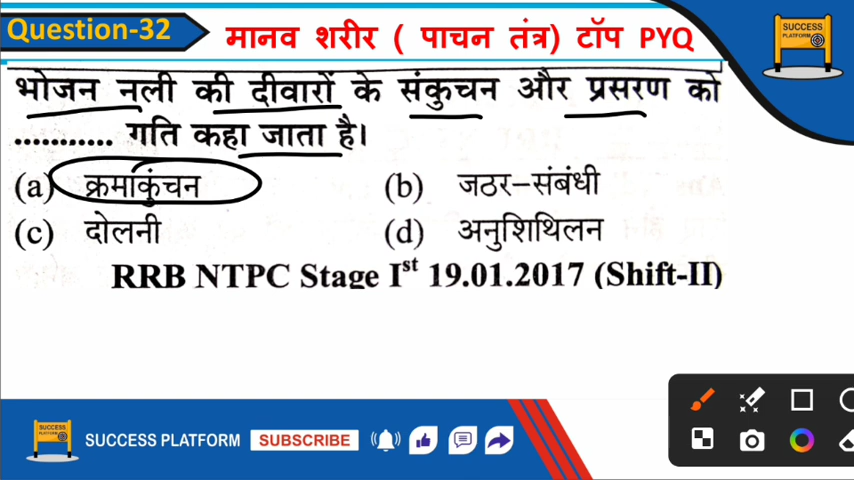 Question-32
मानव शरीर ( पाचन तंत्र) टॉप PYQ
SUCCESS
PLATFORM
भोजन नली की दीवारों के संकुचन और प्रसरण को
............ गति कहा जाता है।
(a) क्रमाकुंचन (b) जठर-संबंधी
(c) दोलनी (d) अनुशिथिलन
RRB NTPC Stage Ist 19.01.2017 (Shift-II)
SUCCESS
PLATFORM
SUCCESS PLATFORM SUBSCRIBE